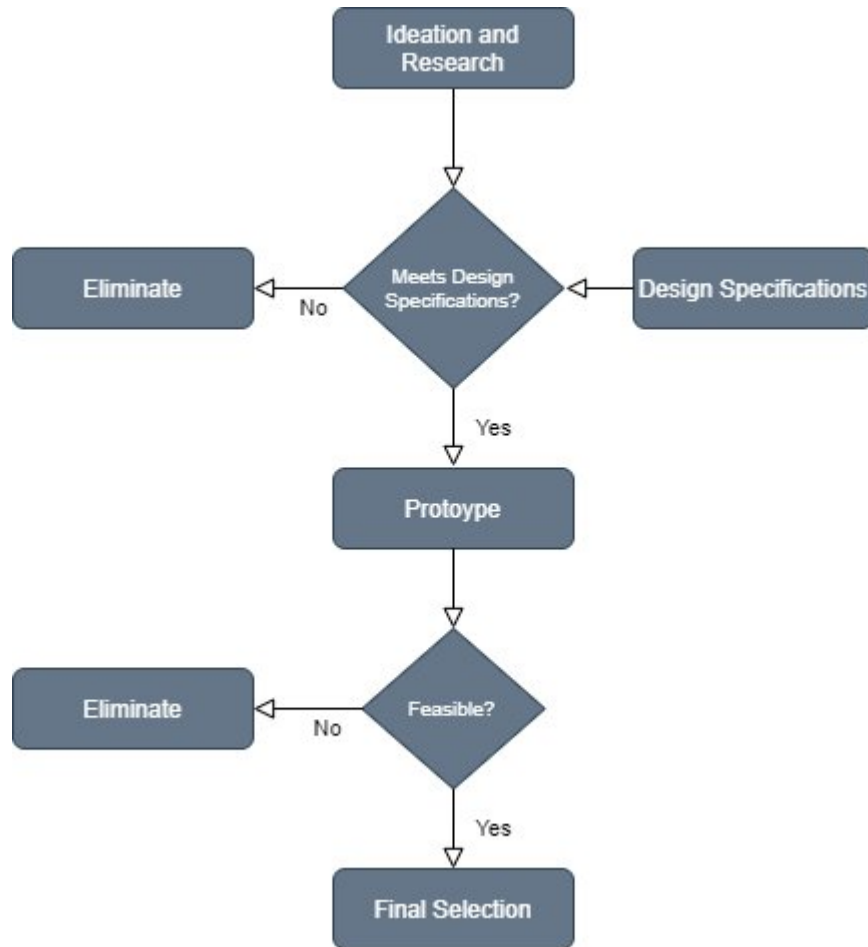 Ideation and
Research
Meets Design
Specifications?
Eliminate
No
Design Specifications
Yes
Protoype
Feasible?
Eliminate
No
Yes
Final Selection